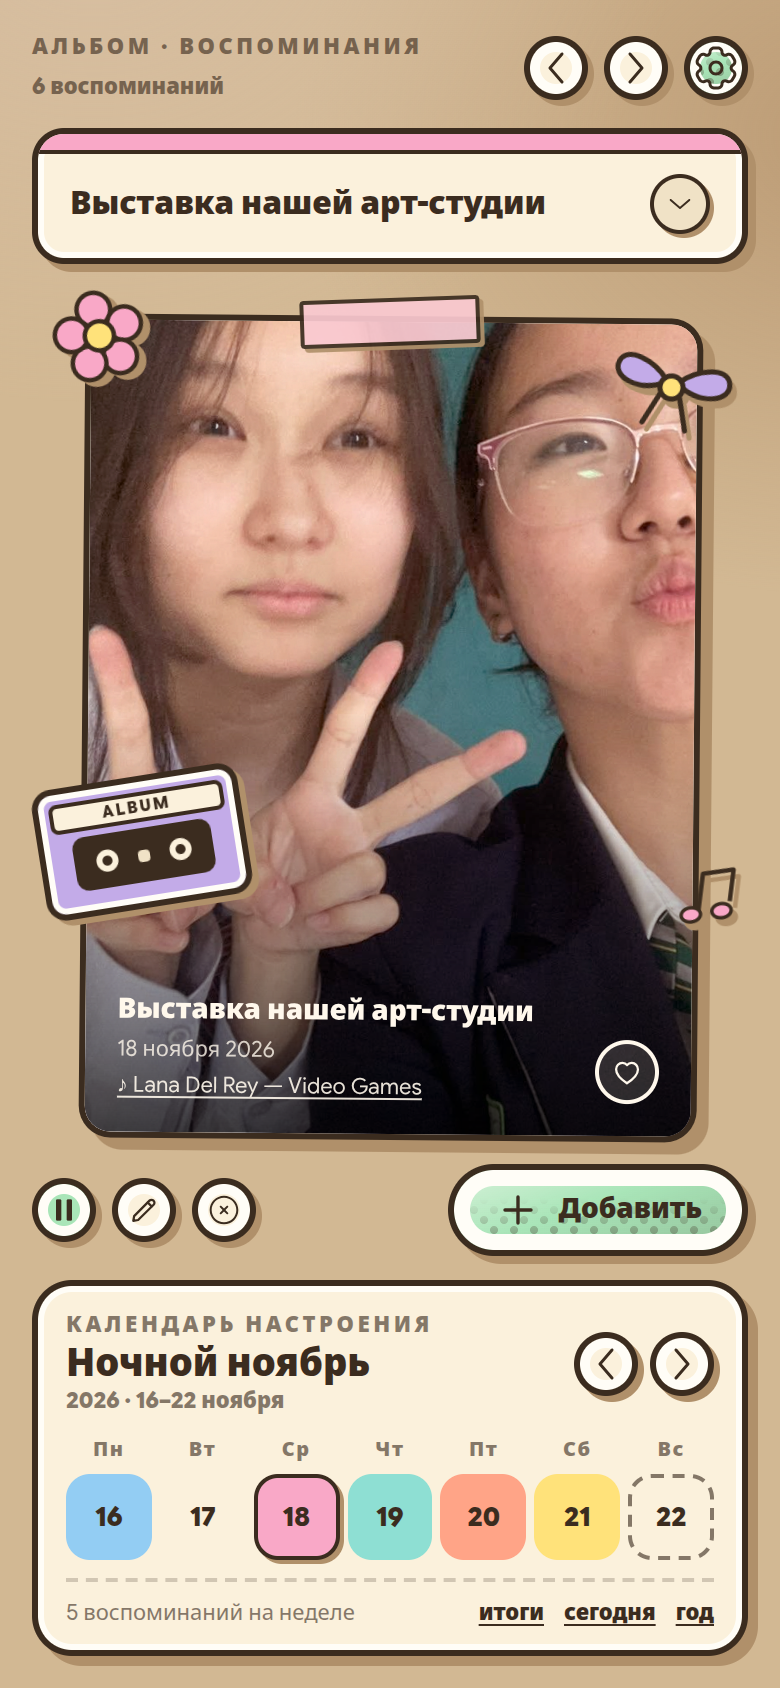 АЛЬБОМ · ВОСПОМИНАНИЯ
6 воспоминаний
Выставка нашей арт-студии
ALBUM
Выставка нашей арт-студии
18 ноября 2026
♪ Lana Del Rey — Video Games
Добавить
КАЛЕНДАРЬ НАСТРОЕНИЯ
Ночной ноябрь
2026 · 16–22 ноября
Пн Вт Ср Чт Пт Сб Вс
16 17 18 19 20 21 22
5 воспоминаний на неделе итоги сегодня год